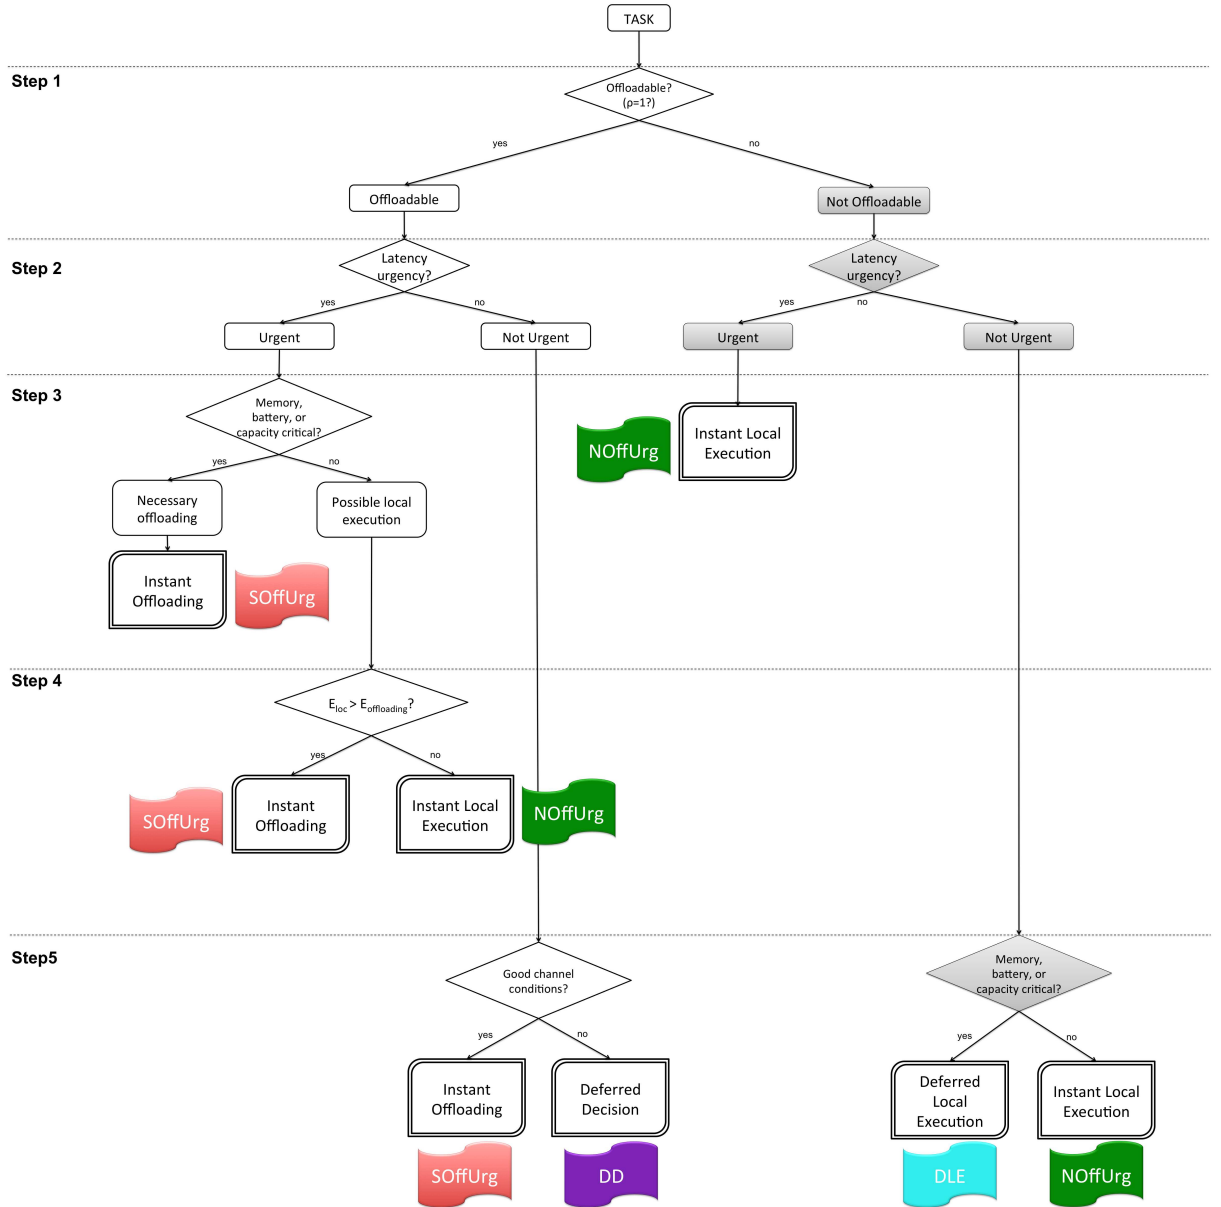 TASK
Step 1
Offloadable?
(ρ=1?)
yes
no
Offloadable
Not Offloadable
Step 2
Latency
urgency?
Latency
urgency?
yes
no
yes
no
Urgent
Not Urgent
Urgent
Not Urgent
Step 3
Memory,
battery, or
capacity critical?
NOffUrg
Instant Local
Execution
yes
no
Necessary
offloading
Possible local
execution
Instant
Offloading
SOffUrg
Step 4
Eloc > Eoffloading?
yes
no
SOffUrg
Instant
Offloading
Instant Local
Execution
NOffUrg
Step5
Good channel
conditions?
Memory,
battery, or
capacity critical?
yes
no
yes
no
Instant
Offloading
Deferred
Decision
Deferred
Local
Execution
Instant Local
Execution
SOffUrg
DD
DLE
NOffUrg